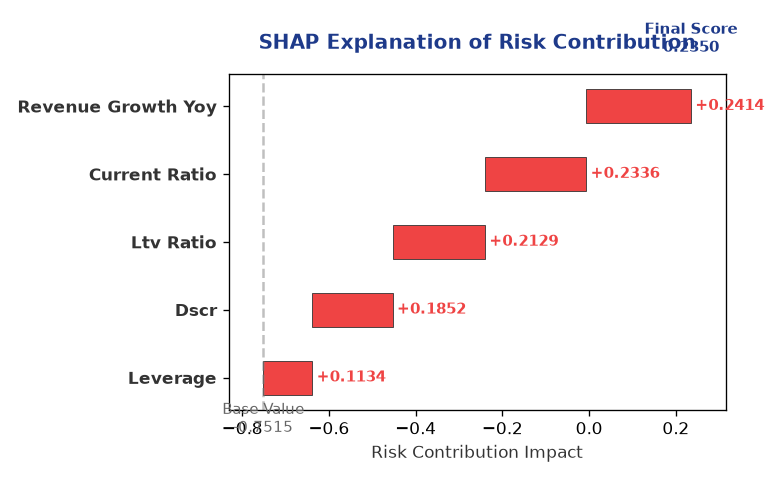 Final Score
0.2350
SHAP Explanation of Risk Contribution
Revenue Growth Yoy
+0.2414
Current Ratio
+0.2336
Ltv Ratio
+0.2129
Dscr
+0.1852
Leverage
+0.1134
Base Value
-0.7515
−0.8 −0.6 −0.4 −0.2 0.0 0.2
Risk Contribution Impact